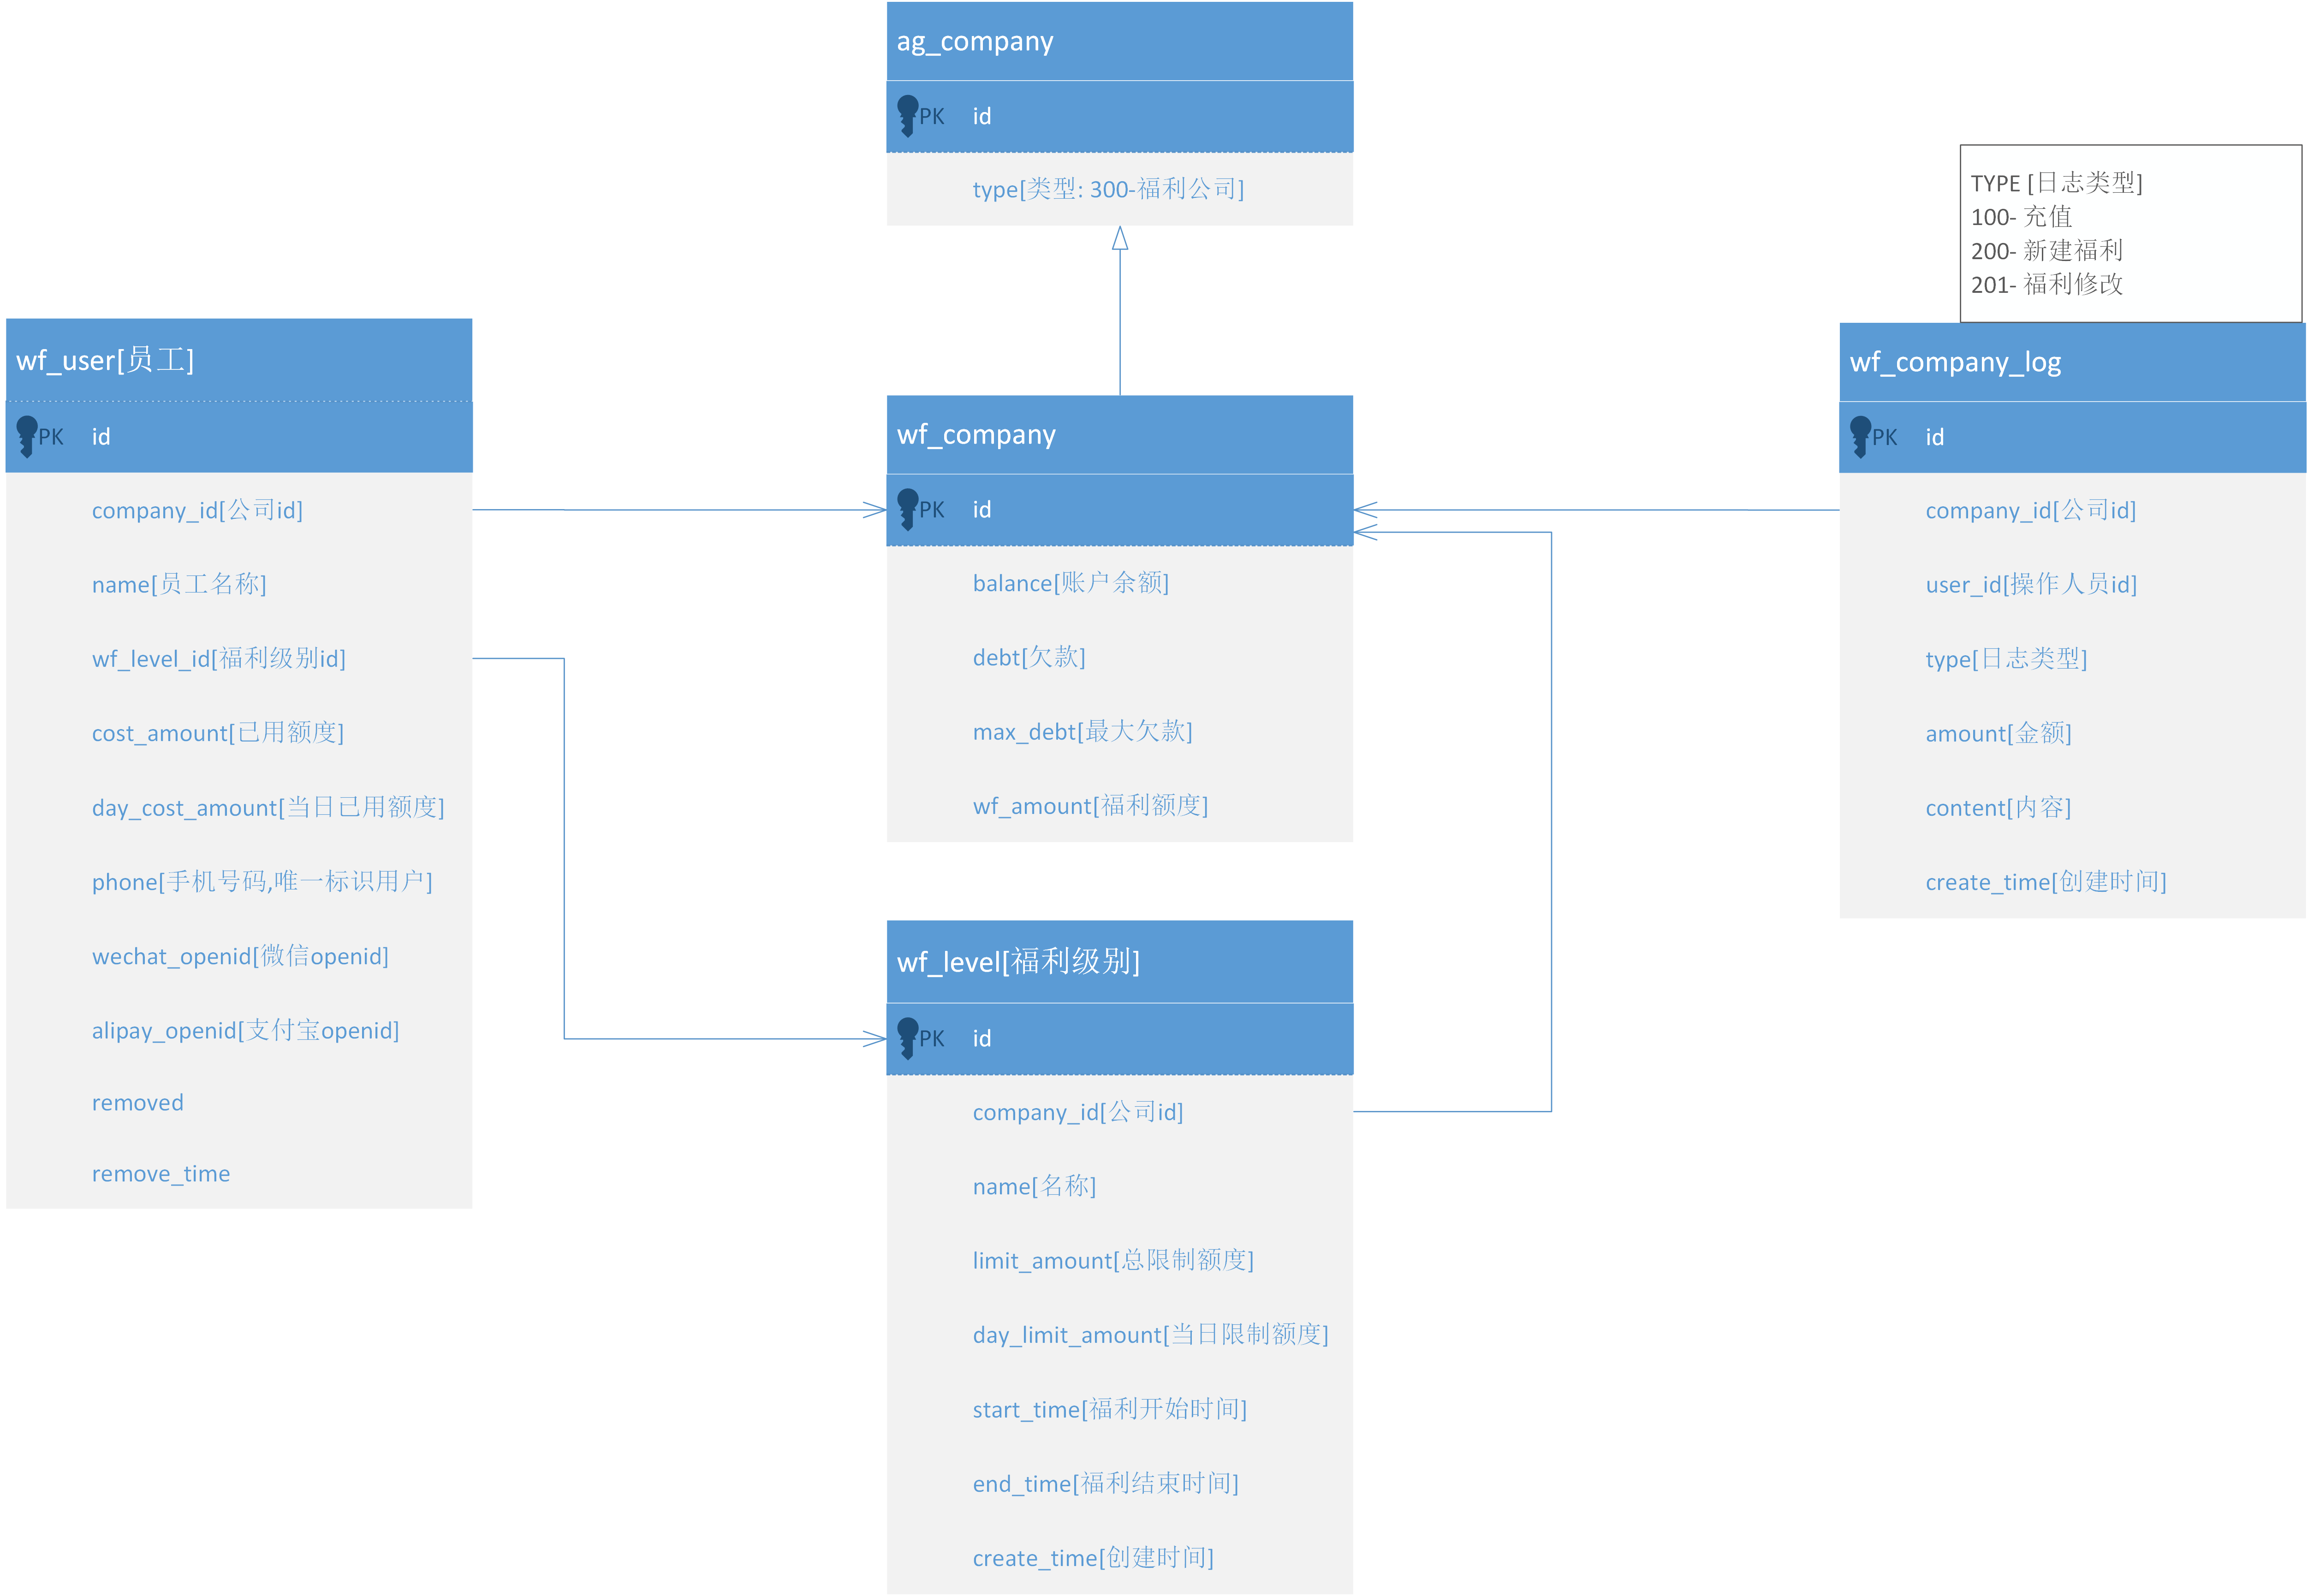 ag_company
PK id
type[类型: 300-福利公司]
TYPE [日志类型]
100- 充值
200- 新建福利
201- 福利修改
wf_user[员工]
PK id
company_id[公司id]
name[员工名称]
wf_level_id[福利级别id]
cost_amount[已用额度]
day_cost_amount[当日已用额度]
phone[手机号码,唯一标识用户]
wechat_openid[微信openid]
alipay_openid[支付宝openid]
removed
remove_time
wf_company
PK id
balance[账户余额]
debt[欠款]
max_debt[最大欠款]
wf_amount[福利额度]
wf_company_log
PK id
company_id[公司id]
user_id[操作人员id]
type[日志类型]
amount[金额]
content[内容]
create_time[创建时间]
wf_level[福利级别]
PK id
company_id[公司id]
name[名称]
limit_amount[总限制额度]
day_limit_amount[当日限制额度]
start_time[福利开始时间]
end_time[福利结束时间]
create_time[创建时间]